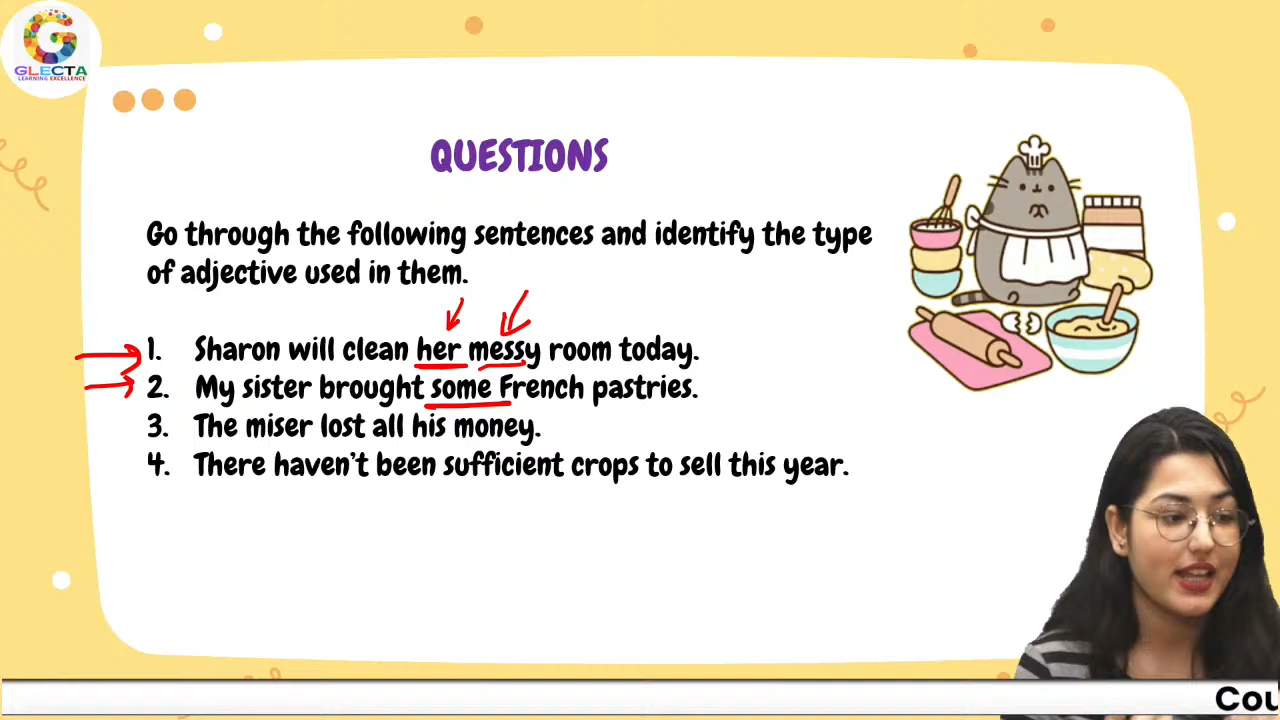 GLECTA
LEARNING EXCELLENCE
QUESTIONS
Go through the following sentences and identify the type
of adjective used in them.
1. Sharon will clean her messy room today.
2. My sister brought some French pastries.
3. The miser lost all his money.
4. There haven't been sufficient crops to sell this year.
Cou